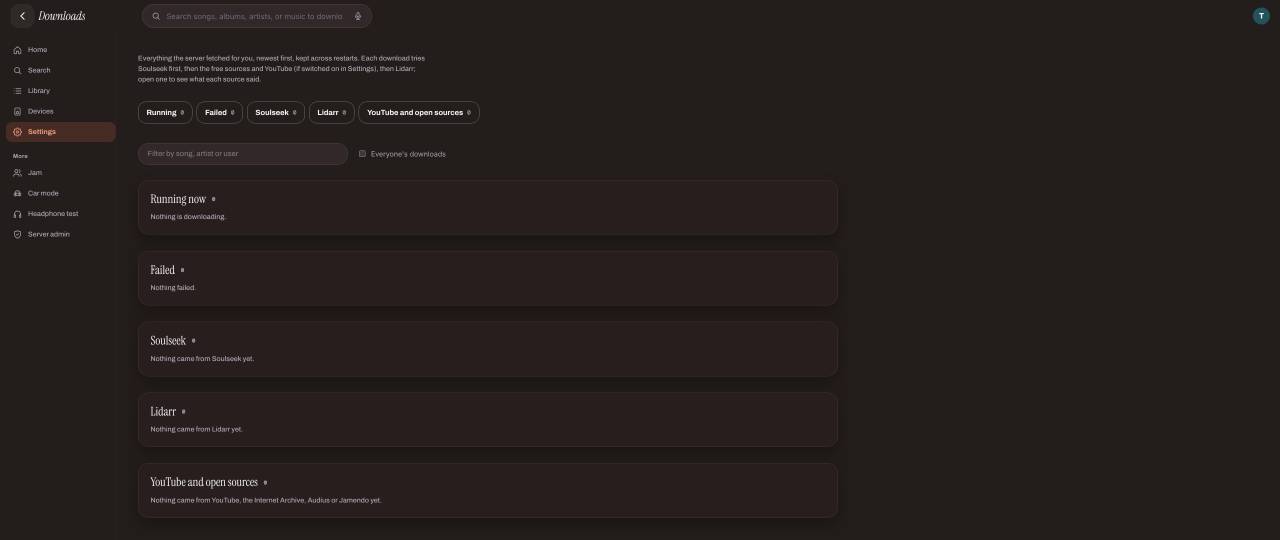 Downloads
Search songs, albums, artists, or music to downlo
T
Home
Search
Library
Devices
Settings
More
Jam
Car mode
Headphone test
Server admin
Everything the server fetched for you, newest first, kept across restarts. Each download tries
Soulseek first, then the free sources and YouTube (if switched on in Settings), then Lidarr;
open one to see what each source said.
Running 0
Failed 0
Soulseek 0
Lidarr 0
YouTube and open sources 0
Filter by song, artist or user
Everyone's downloads
Running now 0
Nothing is downloading.
Failed 0
Nothing failed.
Soulseek 0
Nothing came from Soulseek yet.
Lidarr 0
Nothing came from Lidarr yet.
YouTube and open sources 0
Nothing came from YouTube, the Internet Archive, Audius or Jamendo yet.